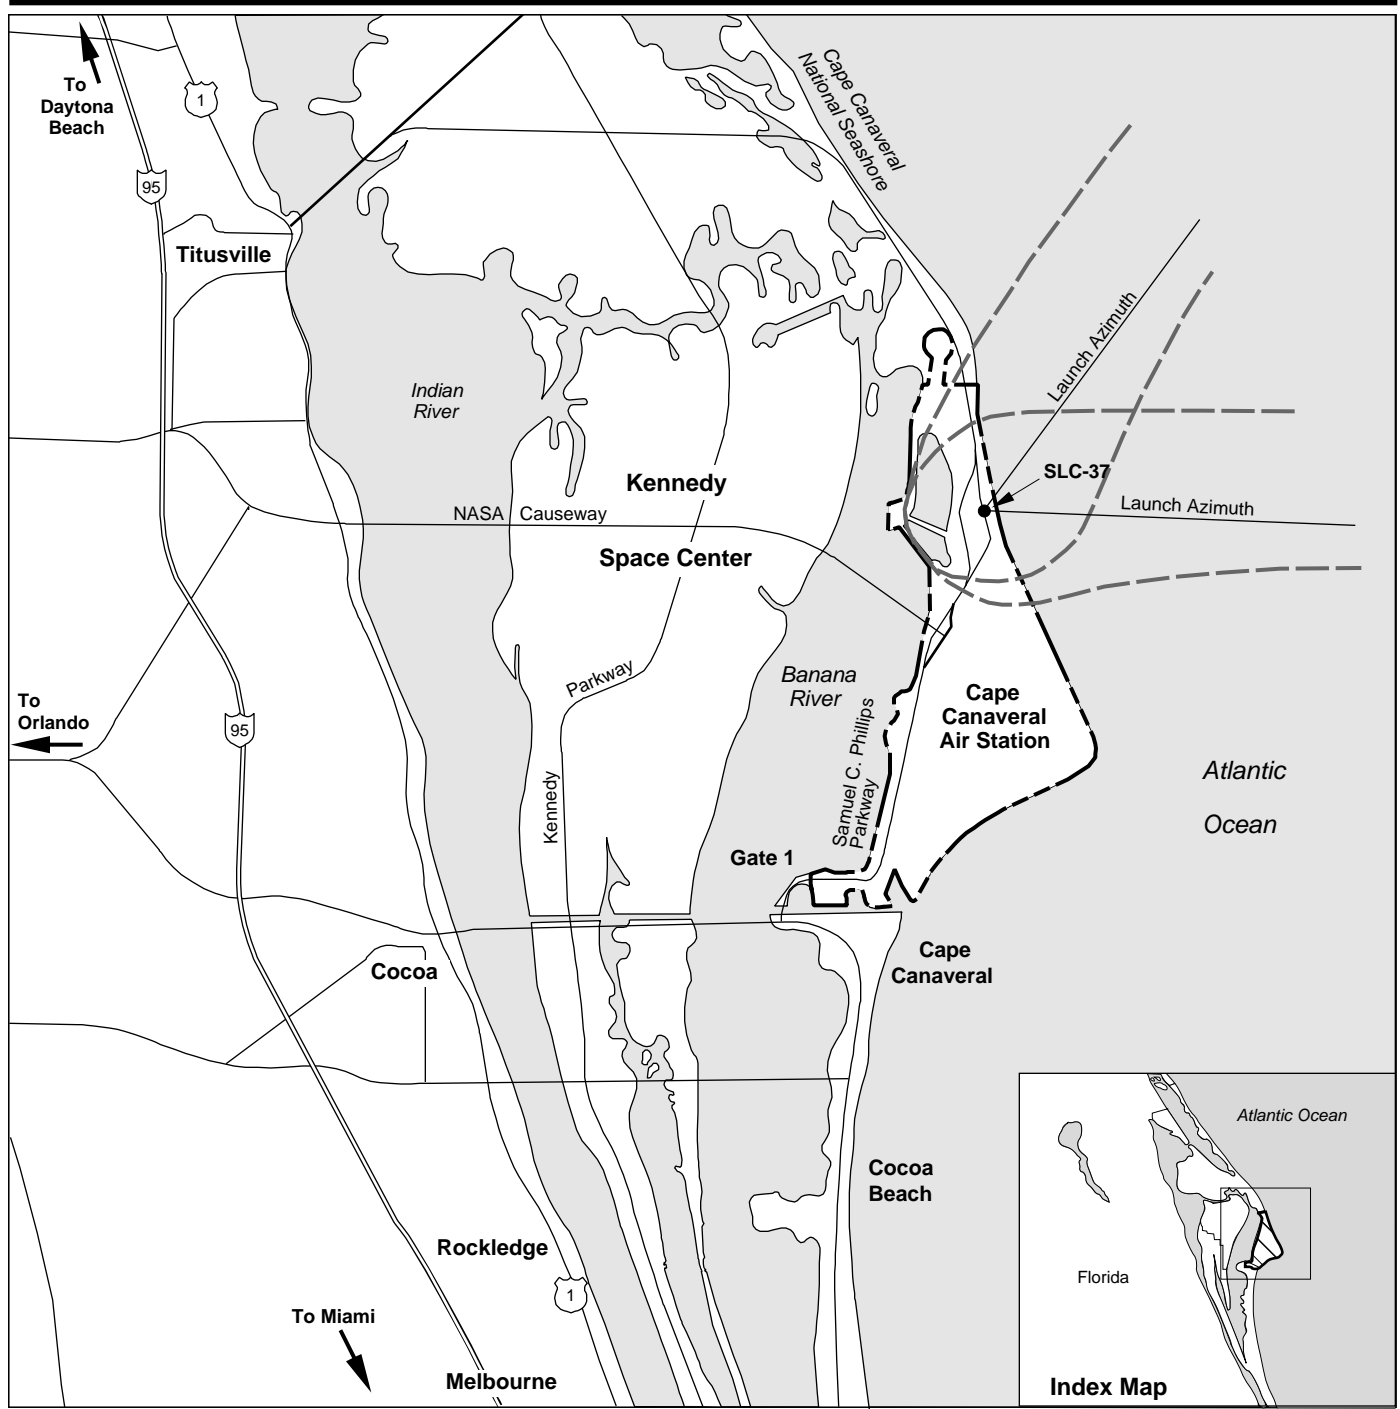 To
Daytona
Beach
1
Cape Canaveral
National Seashore
95
Titusville
Indian
River
Launch Azimuth
Kennedy
SLC-37
NASA Causeway
Launch Azimuth
Space Center
Parkway
Banana
River
Cape
Canaveral
Air Station
To
Orlando
95
Samuel C. Phillips
Parkway
Kennedy
Atlantic
Ocean
Gate 1
Cape
Canaveral
Cocoa
Cocoa
Beach
Rockledge
1
To Miami
Melbourne
Atlantic Ocean
Florida
Index Map